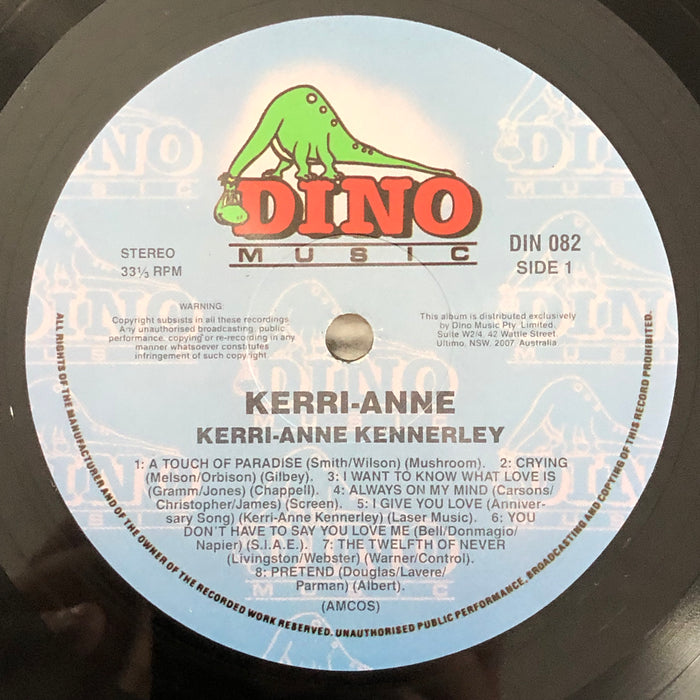 DINO
MUSIC
STEREO
33⅓ RPM
DIN 082
SIDE 1
WARNING:
Copyright subsists in all these recordings.
Any unauthorised broadcasting, public
performance, copying or re-recording in any
manner whatsoever constitutes
infringement of such copyright.
This album is distributed exclusively
by Dino Music Pty. Limited,
Suite W2/4, 42 Wattle Street
Ultimo, NSW. 2007. Australia
KERRI-ANNE
KERRI-ANNE KENNERLEY
1: A TOUCH OF PARADISE (Smith/Wilson) (Mushroom). 2: CRYING
(Melson/Orbison) (Gilbey). 3: I WANT TO KNOW WHAT LOVE IS
(Gramm/Jones) (Chappell). 4: ALWAYS ON MY MIND (Carsons/
Christopher/James) (Screen). 5: I GIVE YOU LOVE (Anniver-
sary Song) (Kerri-Anne Kennerley) (Laser Music). 6: YOU
DON'T HAVE TO SAY YOU LOVE ME (Bell/Donmagio/
Napier) (S.I.A.E.). 7: THE TWELFTH OF NEVER
(Livingston/Webster) (Warner/Control).
8: PRETEND (Douglas/Lavere/
Parman) (Albert).
(AMCOS)
ALL RIGHTS OF THE MANUFACTURER AND OF THE OWNER OF THE RECORDED WORK RESERVED. UNAUTHORISED PUBLIC PERFORMANCE, BROADCASTING AND COPYING OF THIS RECORD PROHIBITED.